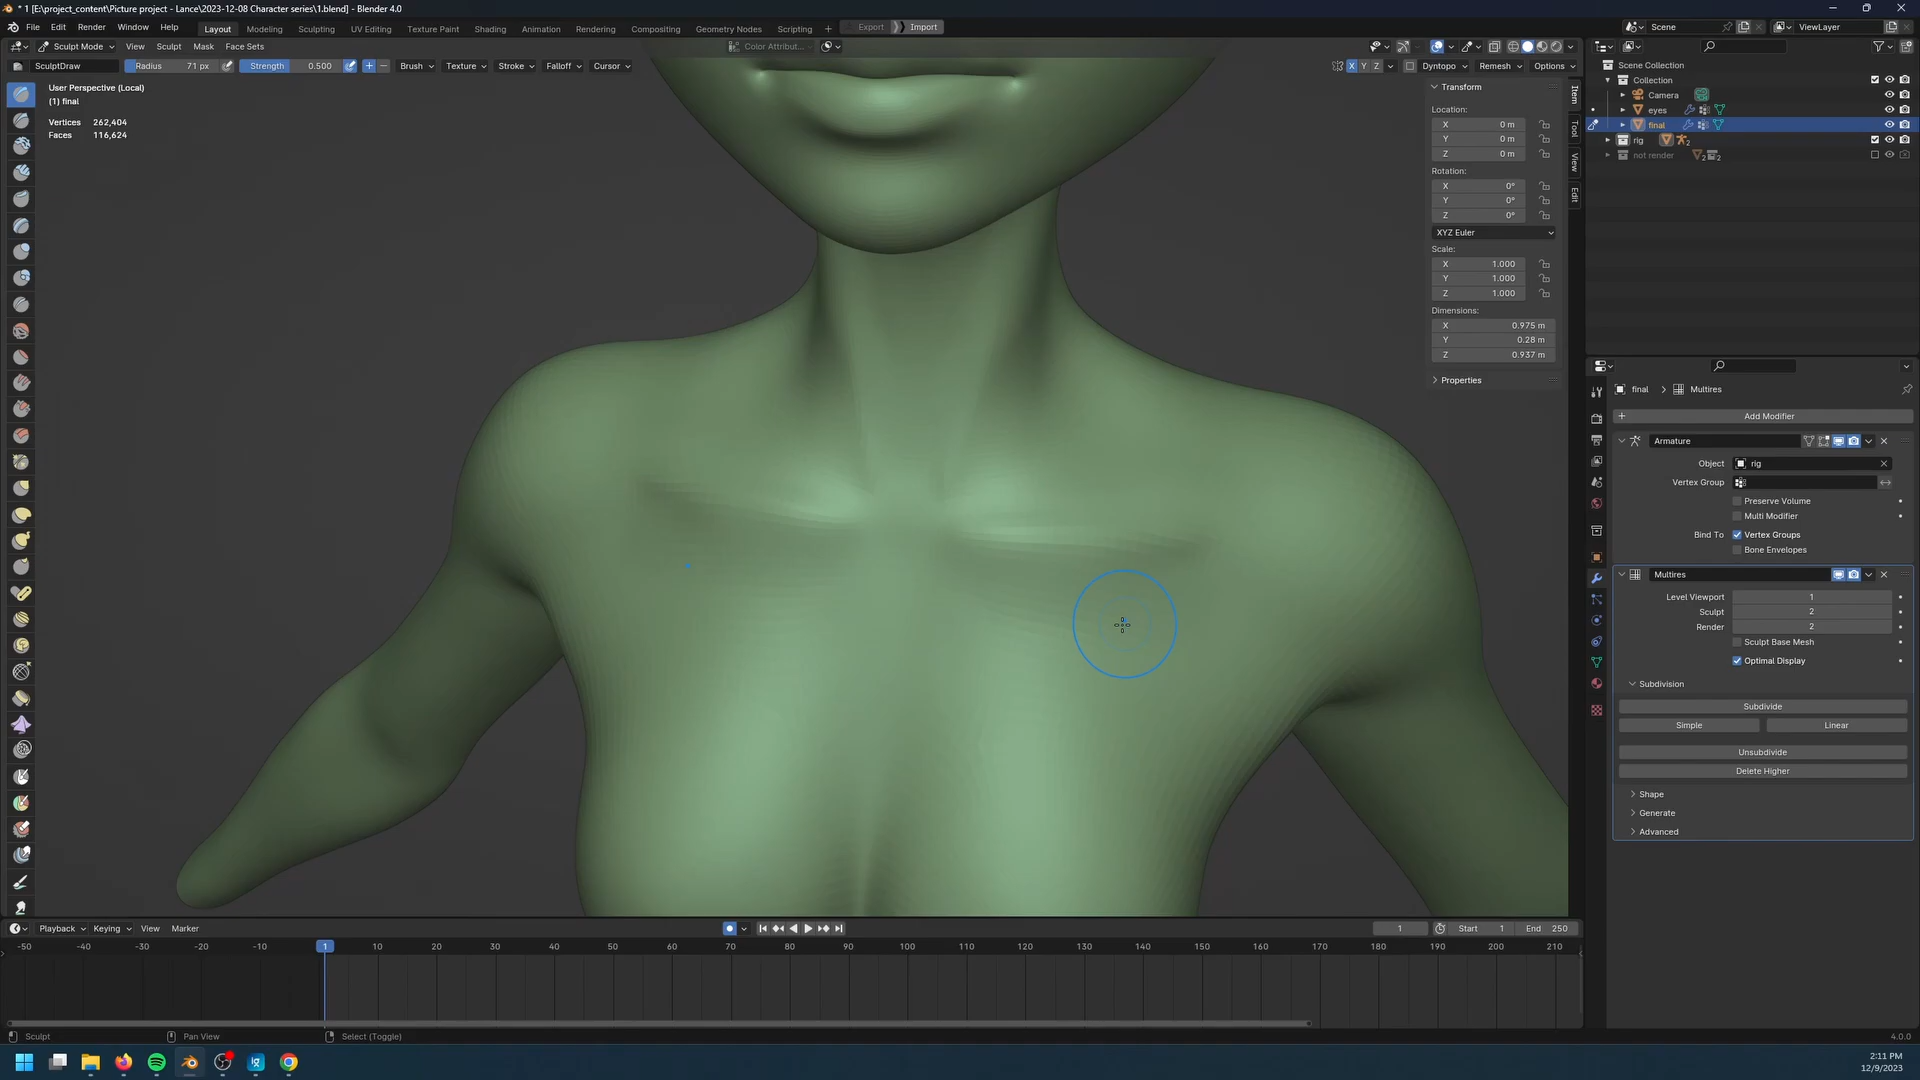 * 1 [E:\project_content\Picture project - Lance\2023-12-08 Character series\1.blend] - Blender 4.0
File Edit Render Window Help Layout Modeling Sculpting UV Editing Texture Paint Shading Animation Rendering Compositing Geometry Nodes Scripting + Export Import Scene ViewLayer
Sculpt Mode View Sculpt Mask Face Sets Color Attribut...
SculptDraw Radius 71 px Strength 0.500 + - Brush Texture Stroke Falloff Cursor X Y Z Dyntopo Remesh Options
User Perspective (Local)
(1) final
Vertices 262,404
Faces 116,624
Transform
Location:
X 0 m
Y 0 m
Z 0 m
Rotation:
X 0°
Y 0°
Z 0°
XYZ Euler
Scale:
X 1.000
Y 1.000
Z 1.000
Dimensions:
X 0.975 m
Y 0.28 m
Z 0.937 m
Properties
Item
Tool
View
Edit
Scene Collection
Collection
Camera
eyes
final
rig 2
not render 2 2
final > Multires
+ Add Modifier
Armature
Object rig
Vertex Group
Preserve Volume
Multi Modifier
Bind To Vertex Groups
Bone Envelopes
Multires
Level Viewport 1
Sculpt 2
Render 2
Sculpt Base Mesh
Optimal Display
Subdivision
Subdivide
Simple Linear
Unsubdivide
Delete Higher
Shape
Generate
Advanced
Playback Keying View Marker 1 Start 1 End 250
-50 -40 -30 -20 -10 1 10 20 30 40 50 60 70 80 90 100 110 120 130 140 150 160 170 180 190 200 210
Sculpt Pan View Select (Toggle) 4.0.0
2:11 PM
12/9/2023